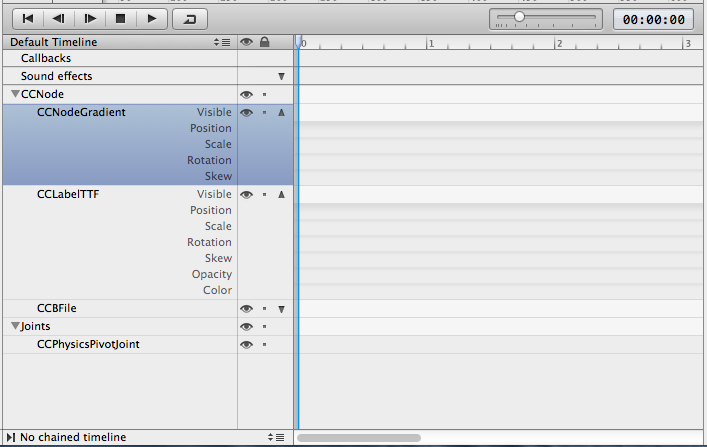 00:00:00
Default Timeline
0 1 2 3
Callbacks
Sound effects
CCNode
CCNodeGradient Visible
Position
Scale
Rotation
Skew
CCLabelTTF Visible
Position
Scale
Rotation
Skew
Opacity
Color
CCBFile
Joints
CCPhysicsPivotJoint
No chained timeline